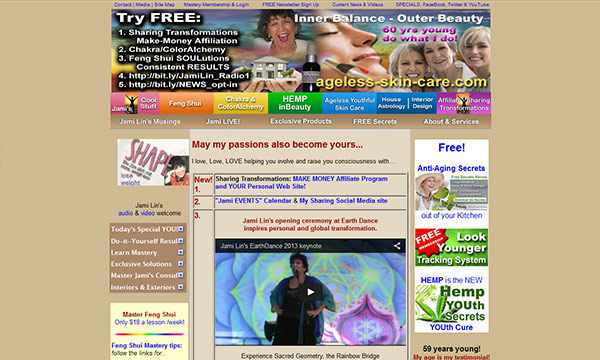 Contact | Media | Site Map
Mastery Membership & Login
FREE Newsletter Sign Up
Current News & Videos
SPECIALS, FaceBook, Twitter & YouTube
Try FREE:
1. Sharing Transformations
Make-Money Affiliation
2. Chakra/ColorAlchemy
3. Feng Shui SOULutions
Consistent RESULTS
4. http://bit.ly/JamiLin_Radio1
5. http://bit.ly/NEWS_opt-in
Inner Balance - Outer Beauty
60 yrs young
do what I do!
ageless-skin-care.com
Jami's
Cool
Stuff
Feng Shui
Chakra &
ColorAlchemy
HEMP
inBeauty
Ageless Youthful
Skin Care
House
Astrology
Interior
Design
Affiliate Sharing
Transformations
Jami Lin's Musings
Jami LIVE!
Exclusive Products
FREE Secrets
About & Services
SHAPE
lose
weight
Jami Lin's
audio & video welcome
Today's Special YOU!
Do-it-Yourself Resul
Learn Mastery
Exclusive Solutions
Master Jami's Consul
Interiors & Exteriors
Master Feng Shui
Only $18 a lesson /week!
Feng Shui Mastery tips:
follow the links for..
May my passions also become yours...
I love, Love, LOVE helping you evolve and raise you consciousness with...
New!
1.
Sharing Transformations: MAKE MONEY Affiliate Program
and YOUR Personal Web Site!
2.
"Jami EVENTS" Calendar & My Sharing Social Media site
3.
Jami Lin's opening ceremony at Earth Dance
inspires personal and global transformation.
Jami Lin's EarthDance 2013 keynote
Experience Sacred Geometry, the Rainbow Bridge
Free!
Anti-Aging Secrets
out of your Kitchen
FREE
MEMBERSHIP
Look
Younger
Tracking System
HEMP is the NEW
Hemp
YOuth
Secrets
YOUth Cure
59 years young!
My age is my testimonial!